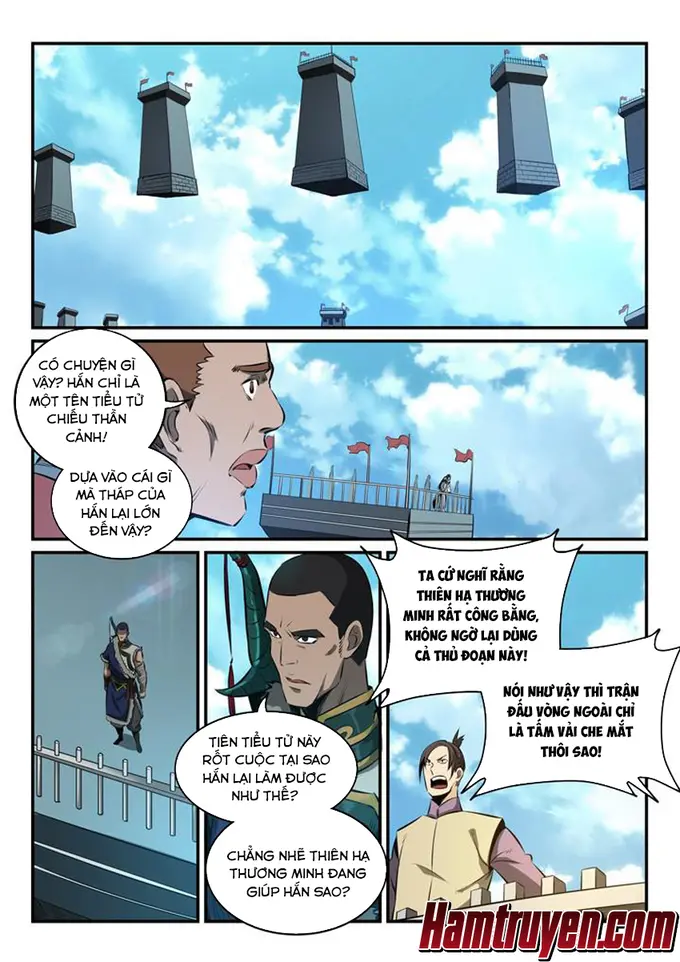 CÓ CHUYỆN GÌ
VẬY? HẮN CHỈ LÀ
MỘT TÊN TIỂU TỬ
CHIẾU THẦN
CẢNH!
DỰA VÀO CÁI GÌ
MÀ THÁP CỦA
HẮN LẠI LỚN
ĐẾN VẬY?
TA CỨ NGHĨ RẰNG
THIÊN HẠ THƯƠNG
MINH RẤT CÔNG BẰNG,
KHÔNG NGỜ LẠI DÙNG
CẢ THỦ ĐOẠN NÀY!
NÓI NHƯ VẬY THÌ TRẬN
ĐẤU VÒNG NGOÀI CHỈ
LÀ TẤM VẢI CHE MẮT
THÔI SAO!
TIÊN TIỂU TỬ NÀY
RỐT CUỘC TẠI SAO
HẮN LẠI LÀM ĐƯỢC
NHƯ THẾ?
CHẲNG NHẼ THIÊN HẠ
THƯƠNG MINH ĐANG
GIÚP HẮN SAO?
Hamtruyen.com